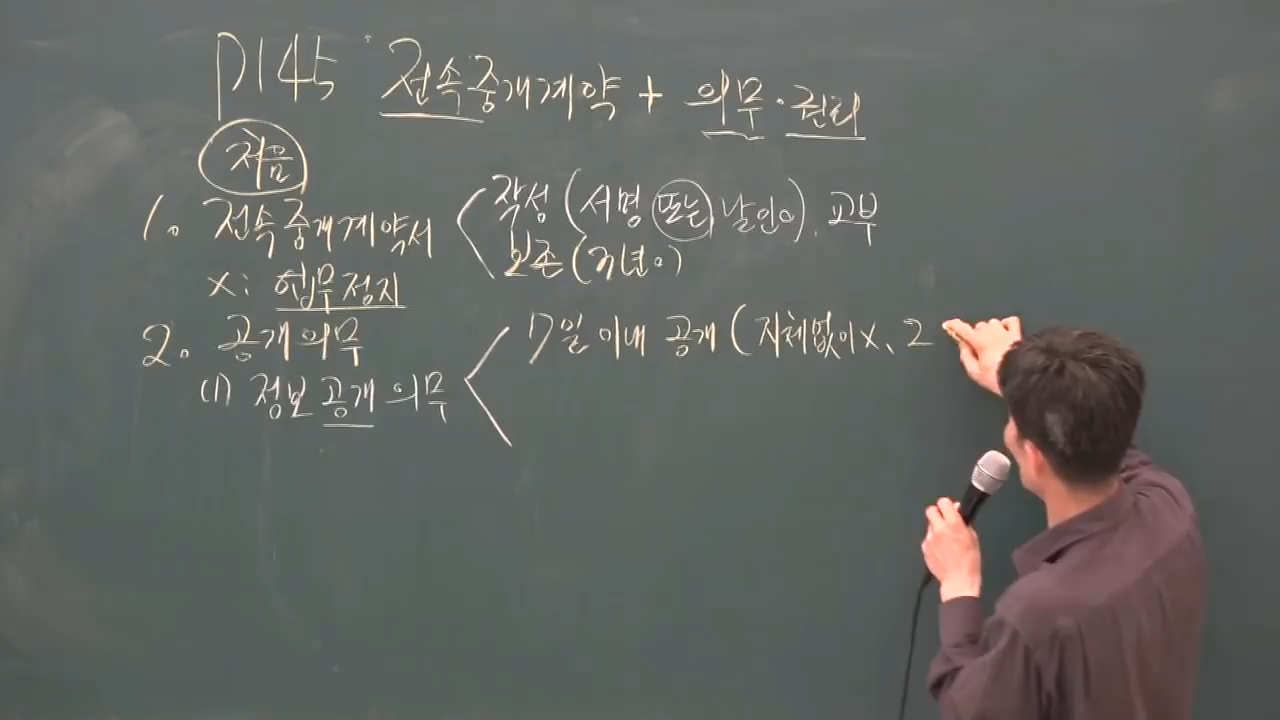 P145 전속중개계약 + 의무·권리
처음
1. 전속중개계약서 작성(서명 또는 날인o), 교부
보존(3년o)
x: 업무정지
2. 공개의무 7일 이내 공개(지체없이x, 2
(1) 정보공개의무